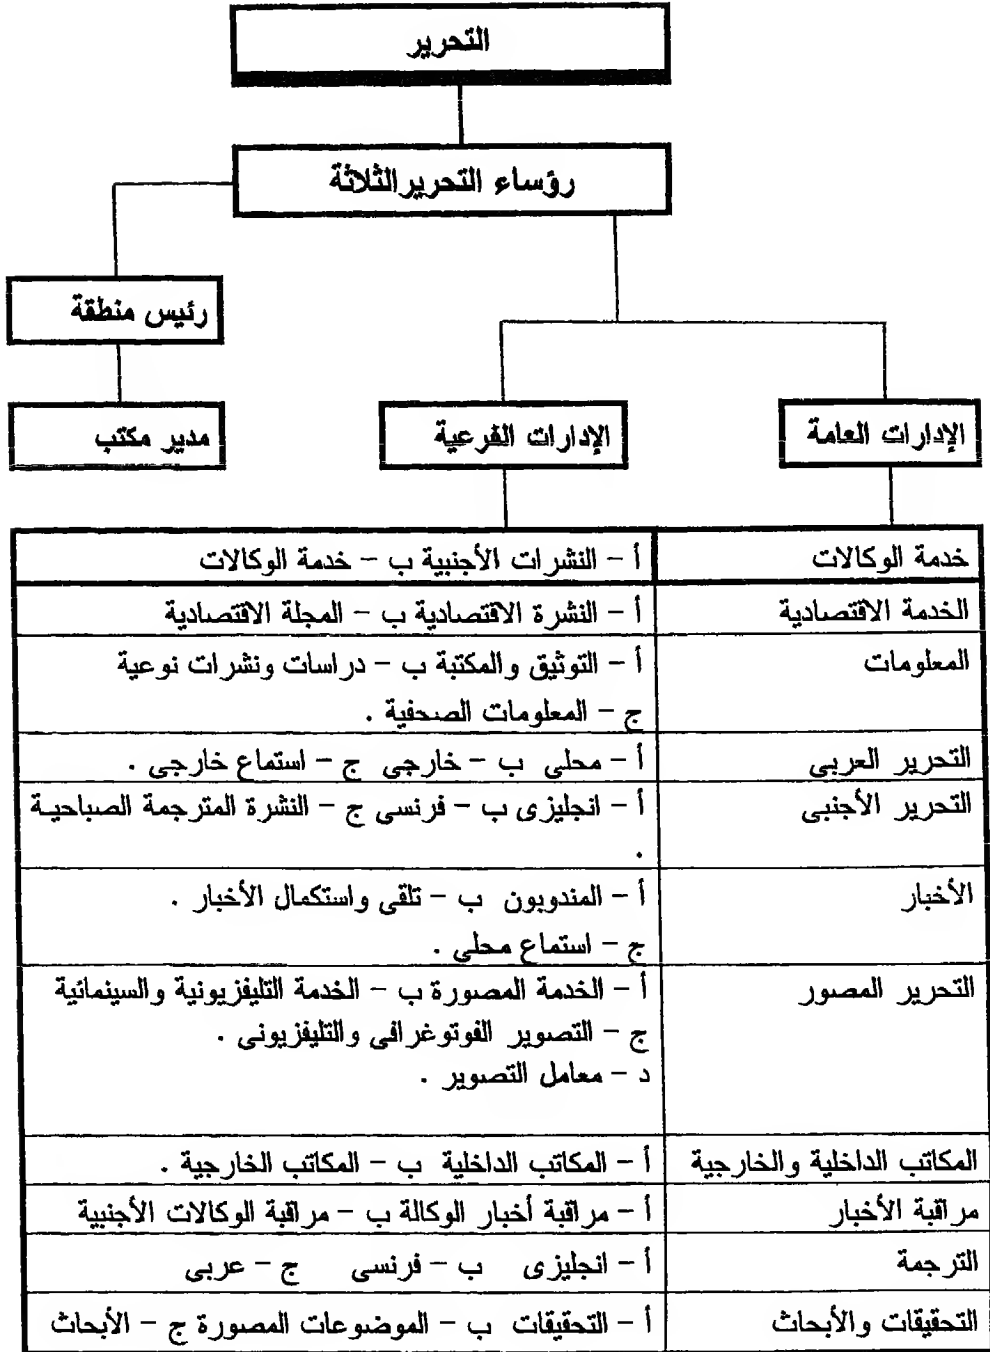 التحرير
رؤساء التحرير الثلاثة
رئيس منطقة
مدير مكتب
الإدارات العامة
الإدارات الفرعية
خدمة الوكالات
أ – النشرات الأجنبية ب – خدمة الوكالات
الخدمة الاقتصادية
أ – النشرة الاقتصادية ب – المجلة الاقتصادية
المعلومات
أ – التوثيق والمكتبة ب – دراسات ونشرات نوعية
ج – المعلومات الصحفية .
التحرير العربى
أ – محلى ب – خارجى ج – استماع خارجى .
التحرير الأجنبى
أ – انجليزى ب – فرنسى ج – النشرة المترجمة الصباحية
.
الأخبار
أ – المندوبون ب – تلقى واستكمال الأخبار .
ج – استماع محلى .
التحرير المصور
أ – الخدمة المصورة ب – الخدمة التليفزيونية والسينمائية
ج – التصوير الفوتوغرافى والتليفزيونى .
د – معامل التصوير .
المكاتب الداخلية والخارجية
أ – المكاتب الداخلية ب – المكاتب الخارجية .
مراقبة الأخبار
أ – مراقبة أخبار الوكالة ب – مراقبة الوكالات الأجنبية
الترجمة
أ – انجليزى ب – فرنسى ج – عربى
التحقيقات والأبحاث
أ – التحقيقات ب – الموضوعات المصورة ج – الأبحاث